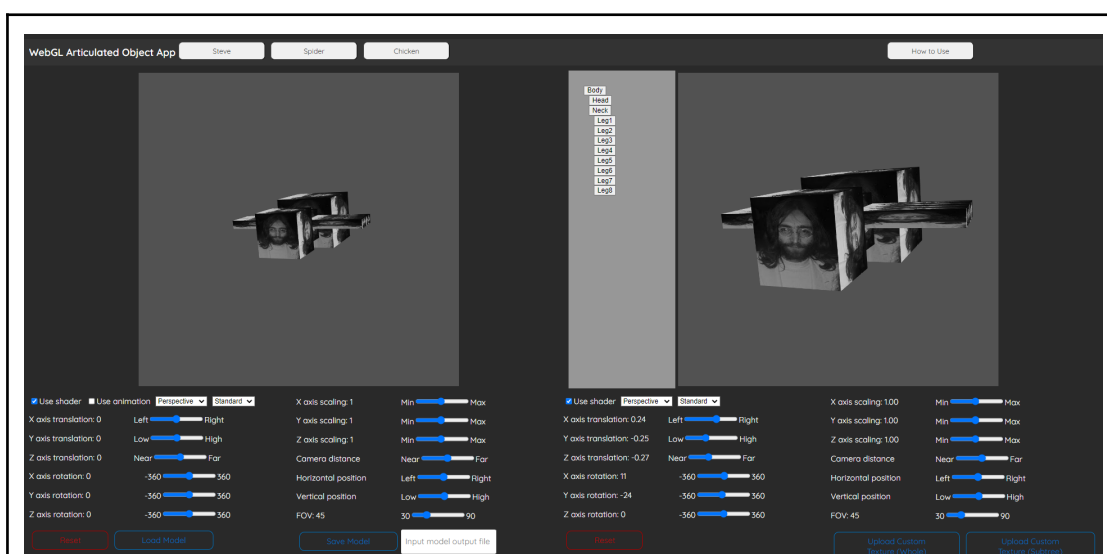 WebGL Articulated Object App Steve Spider Chicken How to Use
Body
Head
Neck
Leg1
Leg2
Leg3
Leg4
Leg5
Leg6
Leg7
Leg8
Use shader Use animation Perspective Standard X axis scaling: 1 Min Max
X axis translation: 0 Left Right Y axis scaling: 1 Min Max
Y axis translation: 0 Low High Z axis scaling: 1 Min Max
Z axis translation: 0 Near Far Camera distance Near Far
X axis rotation: 0 -360 360 Horizontal position Left Right
Y axis rotation: 0 -360 360 Vertical position Low High
Z axis rotation: 0 -360 360 FOV: 45 30 90
Reset Load Model Save Model Input model output file
Use shader Perspective Standard X axis scaling: 1.00 Min Max
X axis translation: 0.24 Left Right Y axis scaling: 1.00 Min Max
Y axis translation: -0.25 Low High Z axis scaling: 1.00 Min Max
Z axis translation: -0.27 Near Far Camera distance Near Far
X axis rotation: 11 -360 360 Horizontal position Left Right
Y axis rotation: -24 -360 360 Vertical position Low High
Z axis rotation: 0 -360 360 FOV: 45 30 90
Reset Upload Custom Texture (Whole) Upload Custom Texture (Subtree)